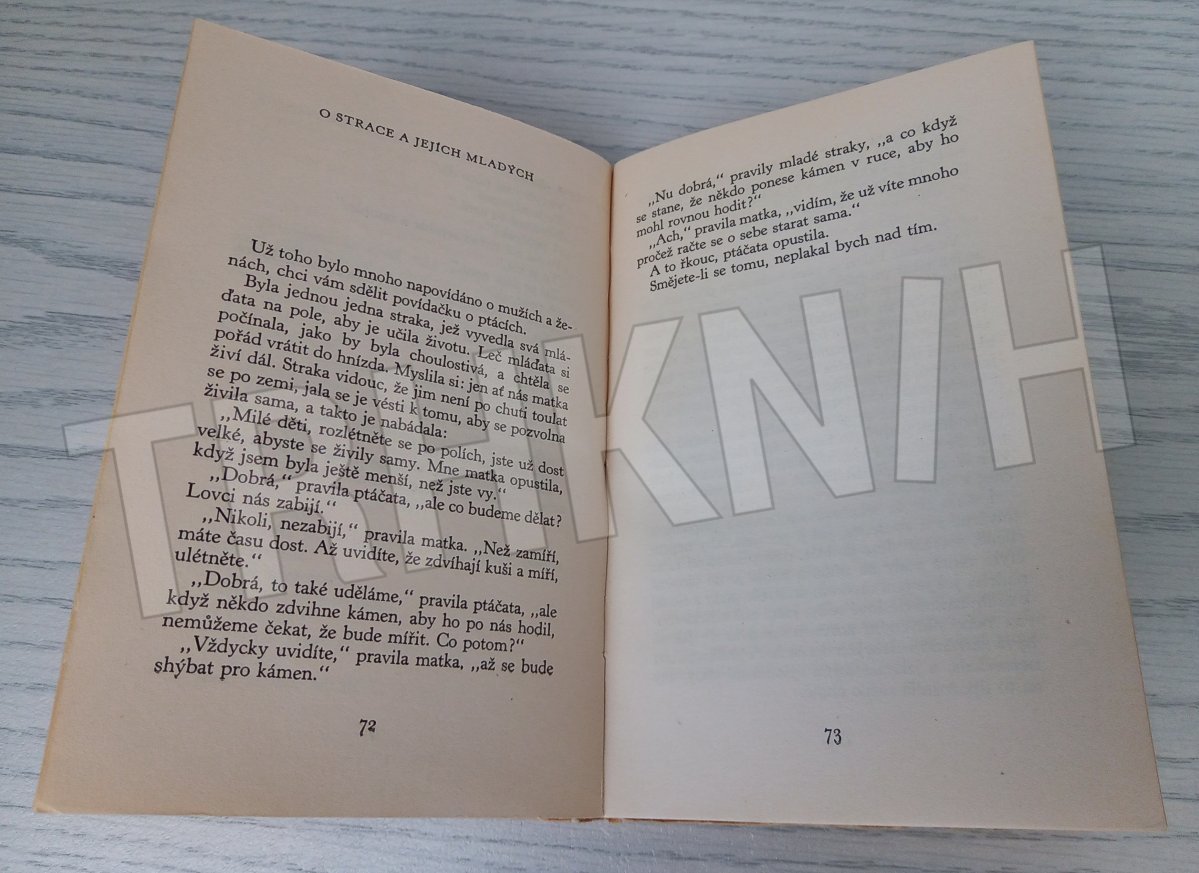 O STRACE A JEJÍCH MLADÝCH
Už toho bylo mnoho napovídáno o mužích a že-
nách, chci vám sdělit povídačku o ptácích.
Byla jednou jedna straka, jež vyvedla svá mlá-
ďata na pole, aby je učila životu. Leč mláďata si
počínala, jako by byla choulostivá, a chtěla se
pořád vrátit do hnízda. Myslila si: jen ať nás matka
živí dál. Straka vidouc, že jim není po chuti toulat
se po zemi, jala se je vésti k tomu, aby se pozvolna
živila sama, a takto je nabádala:
„Milé děti, rozlétněte se po polích, jste už dost
velké, abyste se živily samy. Mne matka opustila,
když jsem byla ještě menší, než jste vy.“
„Dobrá,“ pravila ptáčata, „ale co budeme dělat?
Lovci nás zabijí.“
„Nikoli, nezabijí,“ pravila matka. „Než zamíří,
máte času dost. Až uvidíte, že zdvíhají kuši a míří,
ulétněte.“
„Dobrá, to také uděláme,“ pravila ptáčata, „ale
když někdo zdvihne kámen, aby ho po nás hodil,
nemůžeme čekat, že bude mířit. Co potom?“
„Vždycky uvidíte,“ pravila matka, „až se bude
shýbat pro kámen.“
72
„Nu dobrá,“ pravily mladé straky, „a co když
se stane, že někdo ponese kámen v ruce, aby ho
mohl rovnou hodit?“
„Ach,“ pravila matka, „vidím, že už víte mnoho
pročež račte se o sebe starat sama.“
A to řkouc, ptáčata opustila.
Smějete-li se tomu, neplakal bych nad tím.
73
TRHKNIH